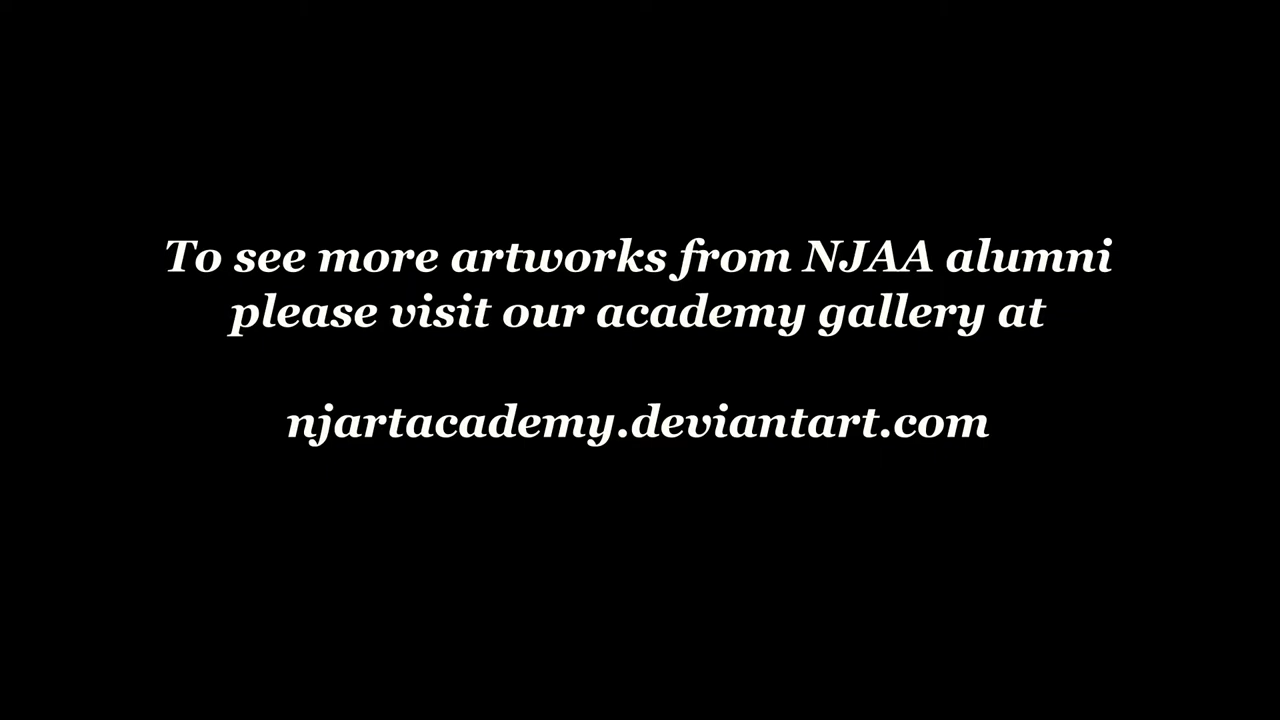 To see more artworks from NJAA alumni
please visit our academy gallery at
njartacademy.deviantart.com